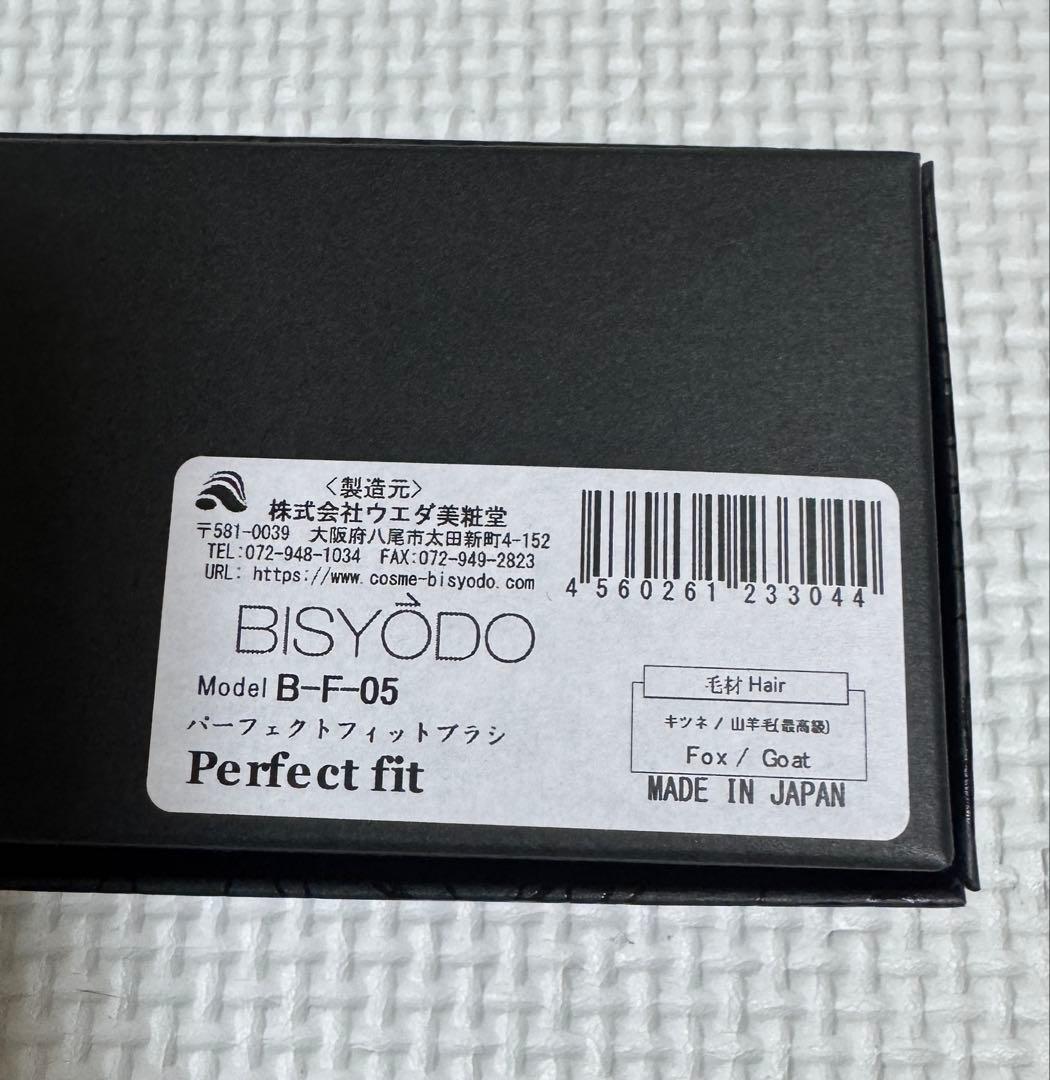 〈製造元〉
株式会社ウエダ美粧堂
〒581-0039 大阪府八尾市太田新町4-152
TEL:072-948-1034 FAX:072-949-2823
URL: https://www.cosme-bisyodo.com
BISYODO
Model B-F-05
パーフェクトフィットブラシ
Perfect fit
4 560261 233044
毛材 Hair
キツネ / 山羊毛(最高級)
Fox / Goat
MADE IN JAPAN